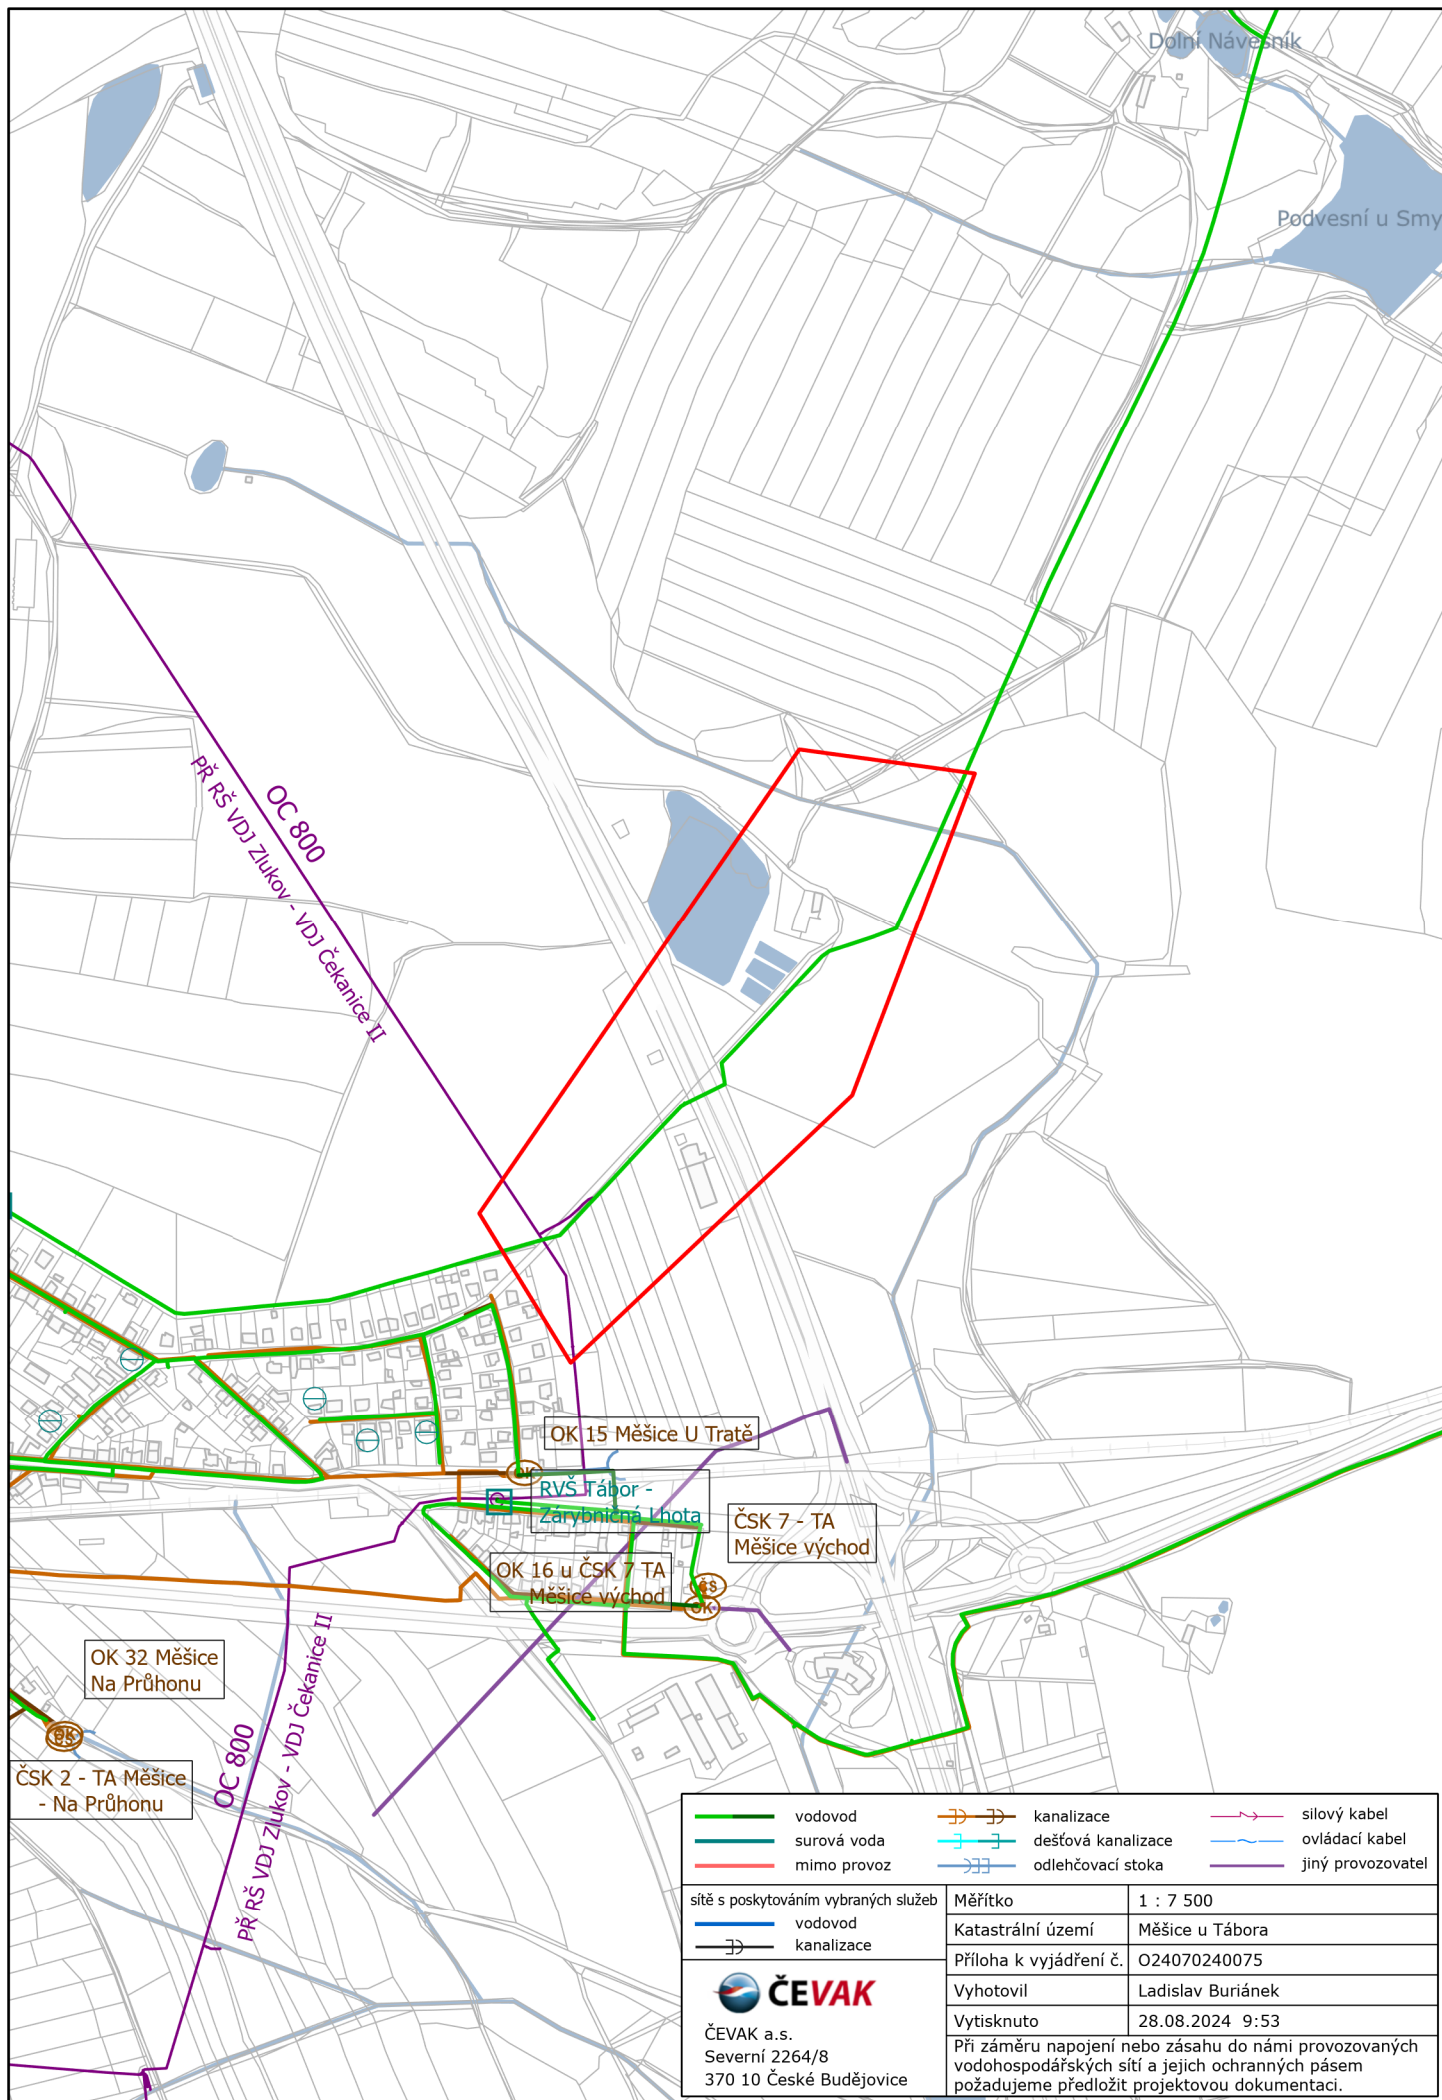 Dolní Návesník
Podvesní u Smy
OC 800
PŘ RŠ VDJ Zlukov - VDJ Čekanice II
OK 15 Měšice U Tratě
OK
RVŠ Tábor -
Zárybničná Lhota
ČSK 7 - TA
Měšice východ
OK 16 u ČSK 7 TA
Měšice východ
ČS
OK
OK 32 Měšice
Na Průhonu
OK
ČSK 2 - TA Měšice
- Na Průhonu
OC 800
PŘ RŠ VDJ Zlukov - VDJ Čekanice II
vodovod
surová voda
mimo provoz
kanalizace
dešťová kanalizace
odlehčovací stoka
silový kabel
ovládací kabel
jiný provozovatel
sítě s poskytováním vybraných služeb
vodovod
kanalizace
Měřítko 1 : 7 500
Katastrální území Měšice u Tábora
Příloha k vyjádření č. O24070240075
Vyhotovil Ladislav Buriánek
Vytisknuto 28.08.2024 9:53
ČEVAK
ČEVAK a.s.
Severní 2264/8
370 10 České Budějovice
Při záměru napojení nebo zásahu do námi provozovaných
vodohospodářských sítí a jejich ochranných pásem
požadujeme předložit projektovou dokumentaci.